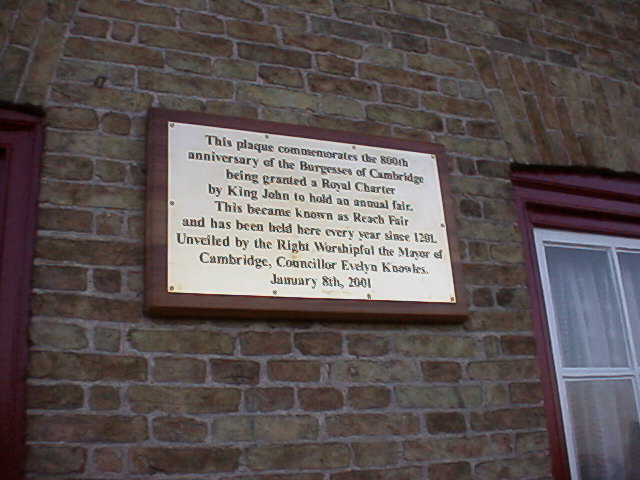 This plaque commemorates the 800th
anniversary of the Burgesses of Cambridge
being granted a Royal Charter
by King John to hold an annual fair.
This became known as Reach Fair
and has been held here every year since 1201.
Unveiled by the Right Worshipful the Mayor of
Cambridge, Councillor Evelyn Knowles.
January 8th, 2001